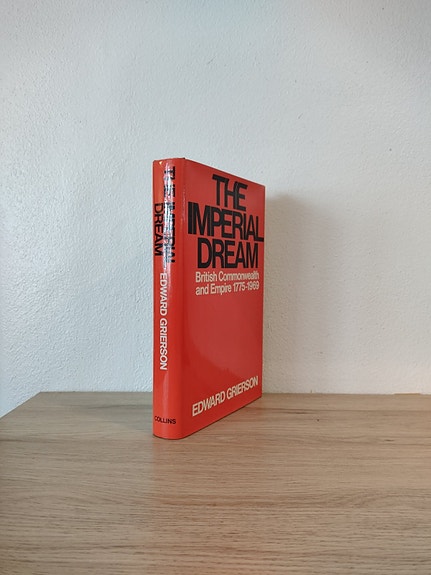 THE IMPERIAL
DREAM
EDWARD GRIERSON
COLLINS
THE
IMPERIAL
DREAM
British Commonwealth
and Empire 1775-1969
EDWARD GRIERSON